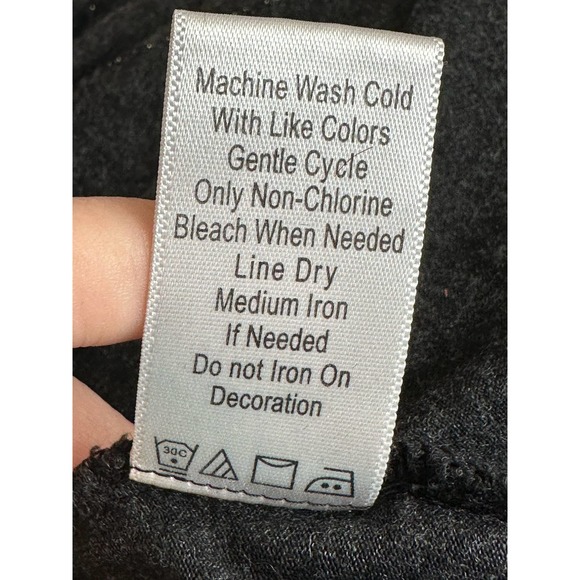 Machine Wash Cold
With Like Colors
Gentle Cycle
Only Non-Chlorine
Bleach When Needed
Line Dry
Medium Iron
If Needed
Do not Iron On
Decoration
30C